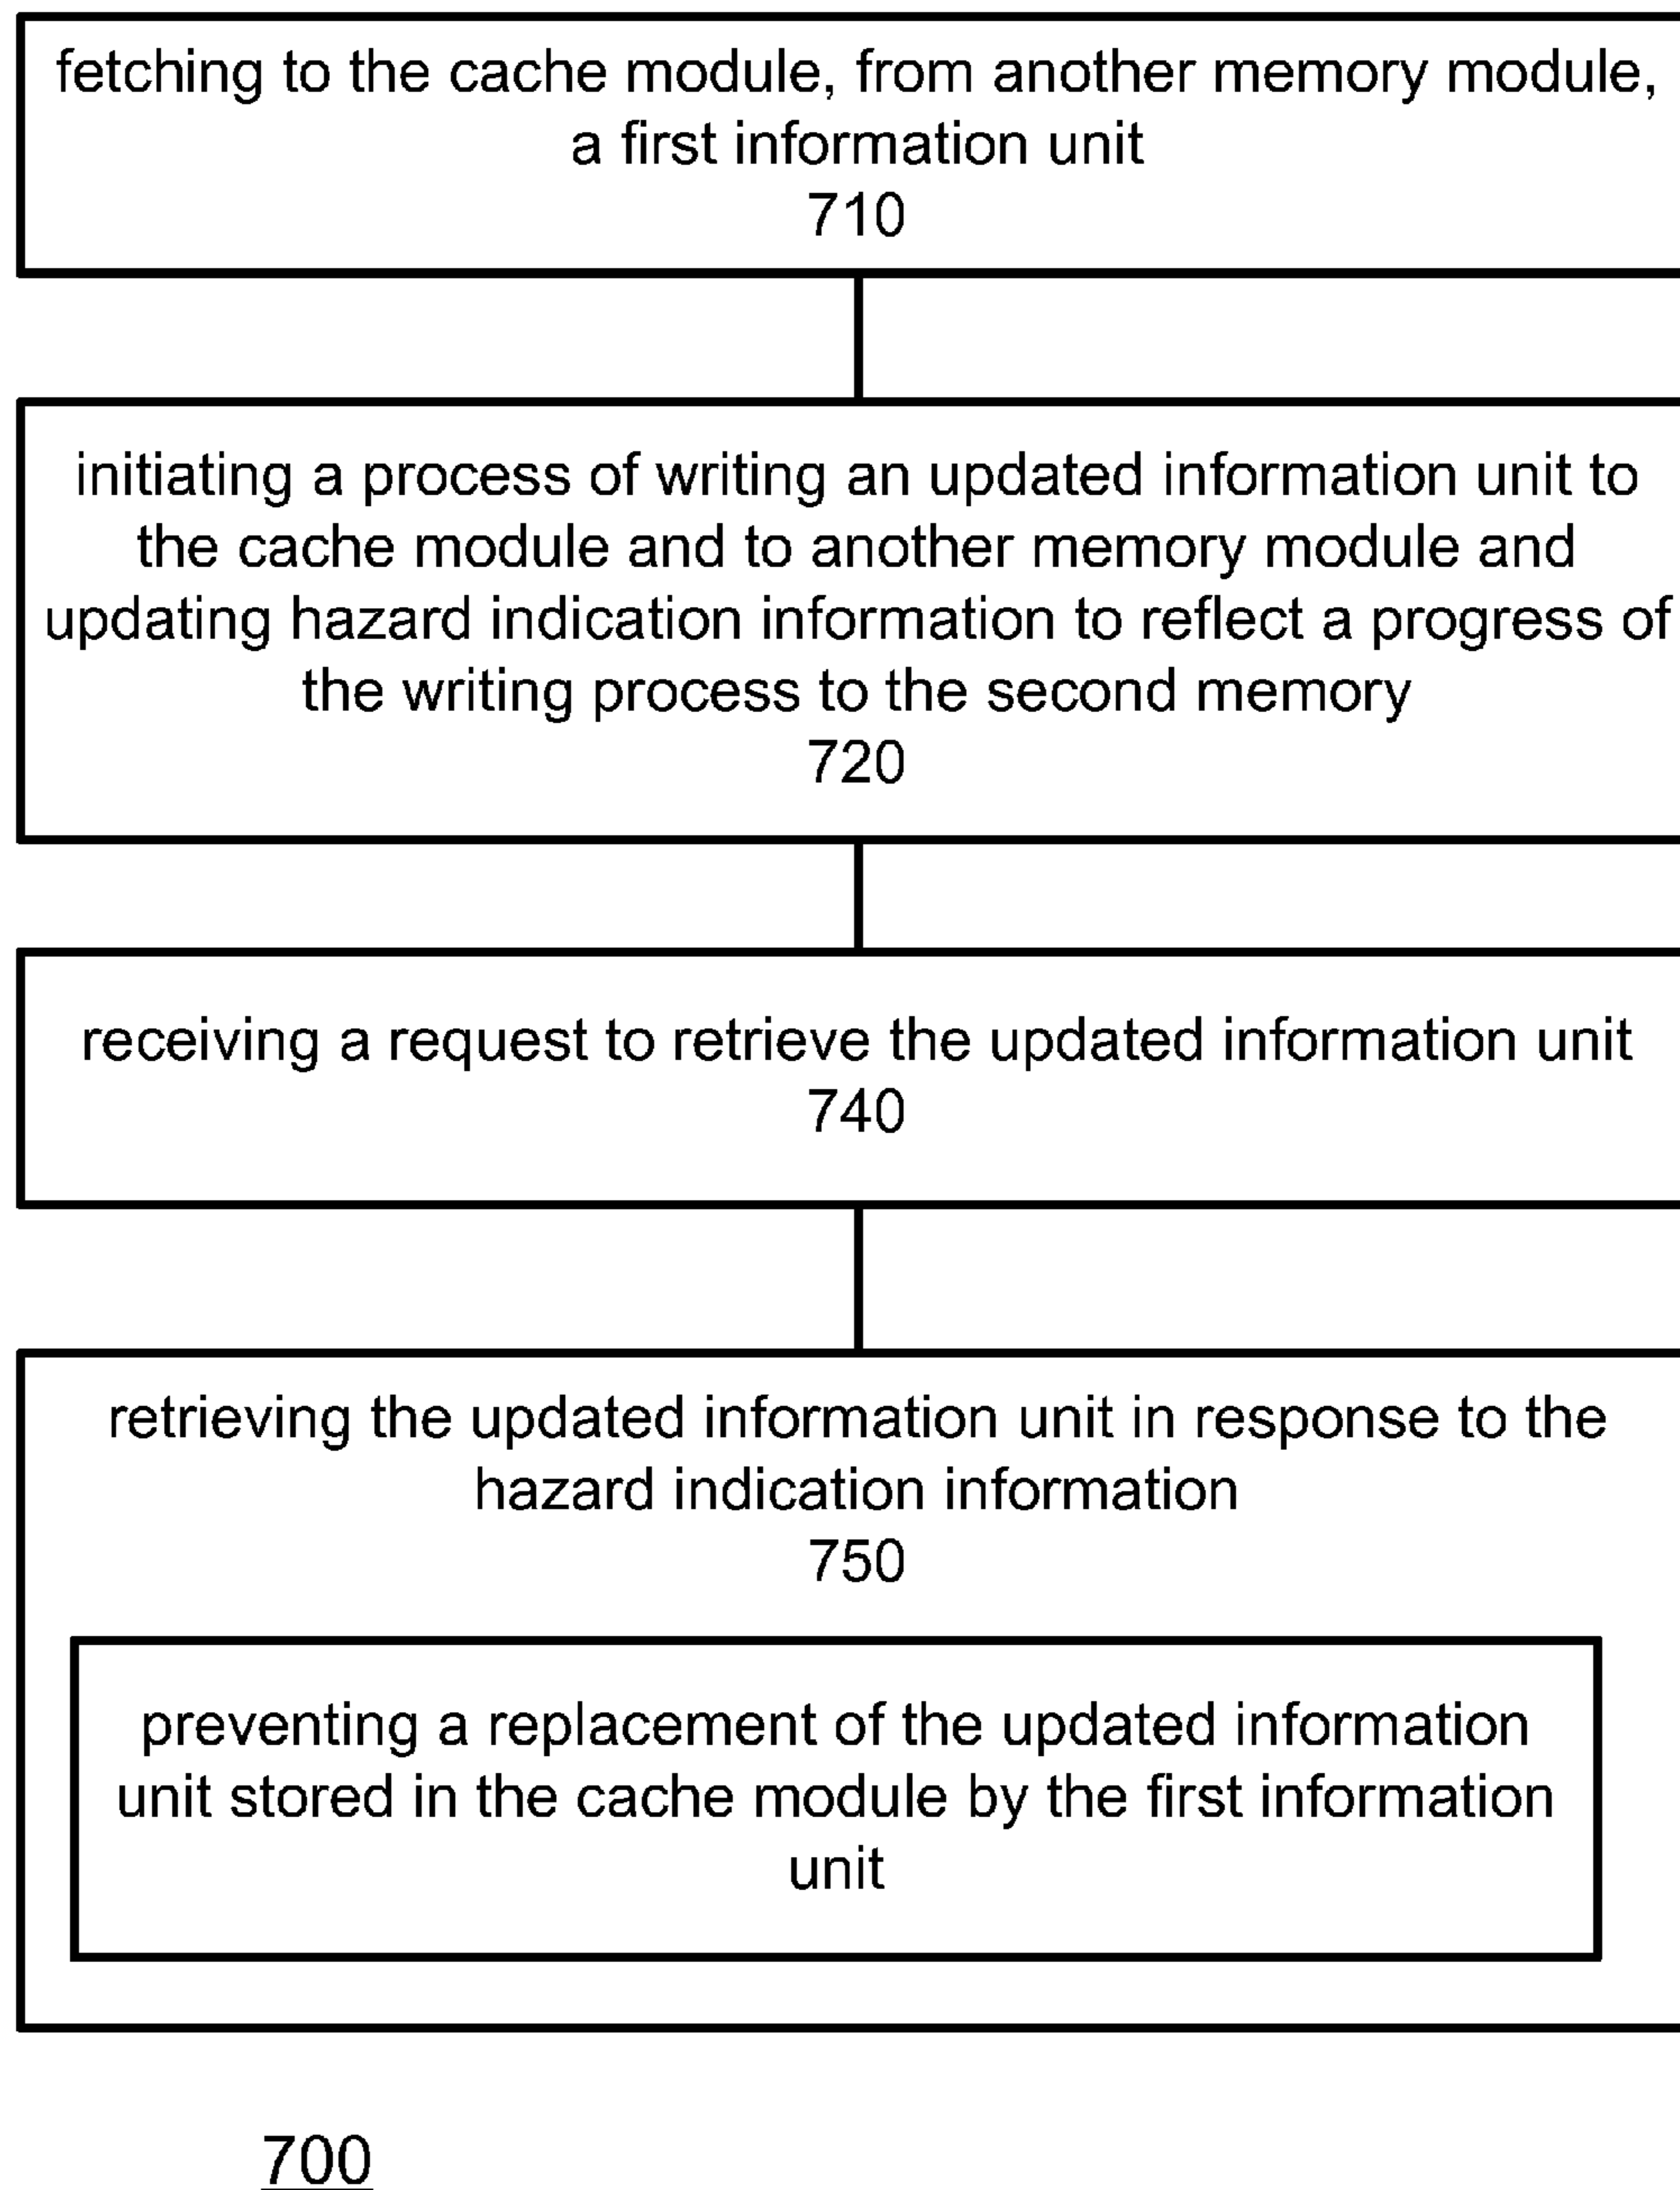 fetching to the cache module, from another memory module,
a first information unit
710
initiating a process of writing an updated information unit to
the cache module and to another memory module and
updating hazard indication information to reflect a progress of
the writing process to the second memory
720
receiving a request to retrieve the updated information unit
740
retrieving the updated information unit in response to the
hazard indication information
750
preventing a replacement of the updated information
unit stored in the cache module by the first information
unit
700